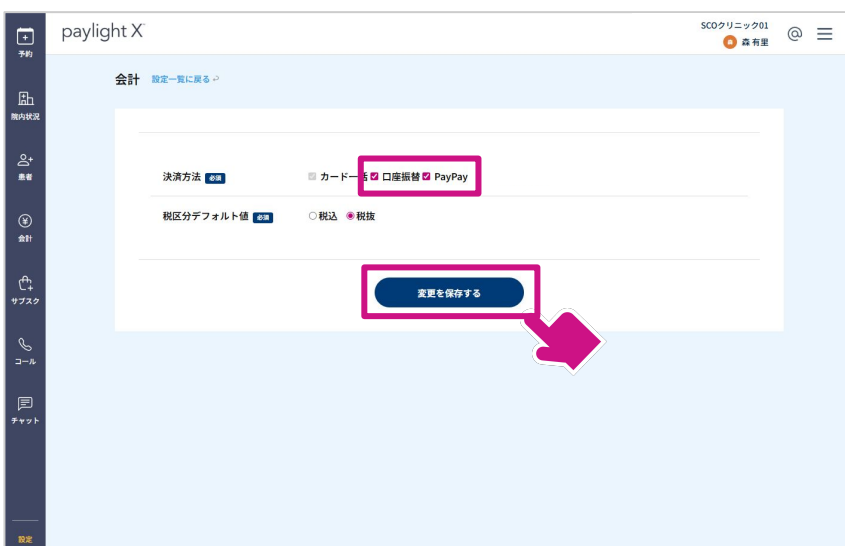 paylight X
SCOクリニック01
森 有里
予約
院内状況
患者
会計
サブスク
コール
チャット
設定
会計 設定一覧に戻る
決済方法 必須 カード一括 口座振替 PayPay
税区分デフォルト値 必須 税込 税抜
変更を保存する